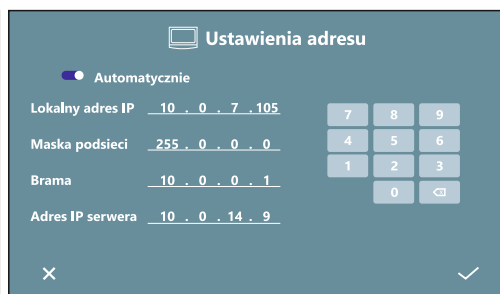 Ustawienia adresu
Automatycznie
Lokalny adres IP 10 . 0 . 7 .105
Maska podsieci 255 . 0 . 0 . 0
Brama 10 . 0 . 0 . 1
Adres IP serwera 10 . 0 . 14 . 9
7 8 9
4 5 6
1 2 3
0